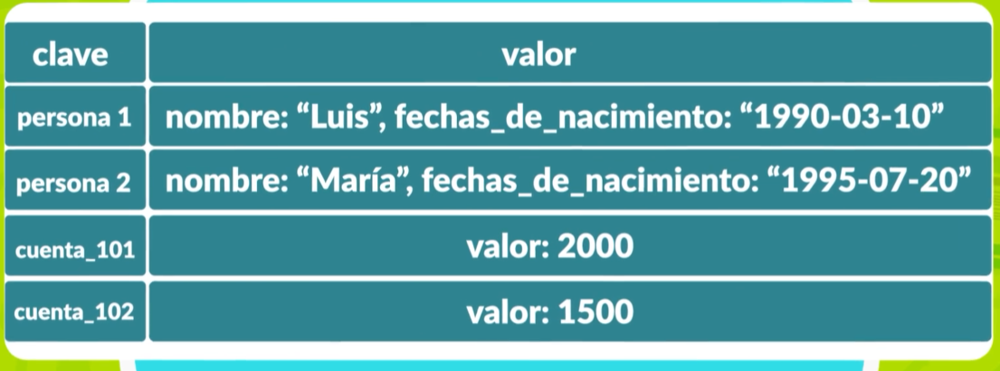 clave valor
persona 1 nombre: “Luis”, fechas_de_nacimiento: “1990-03-10”
persona 2 nombre: “María”, fechas_de_nacimiento: “1995-07-20”
cuenta_101 valor: 2000
cuenta_102 valor: 1500